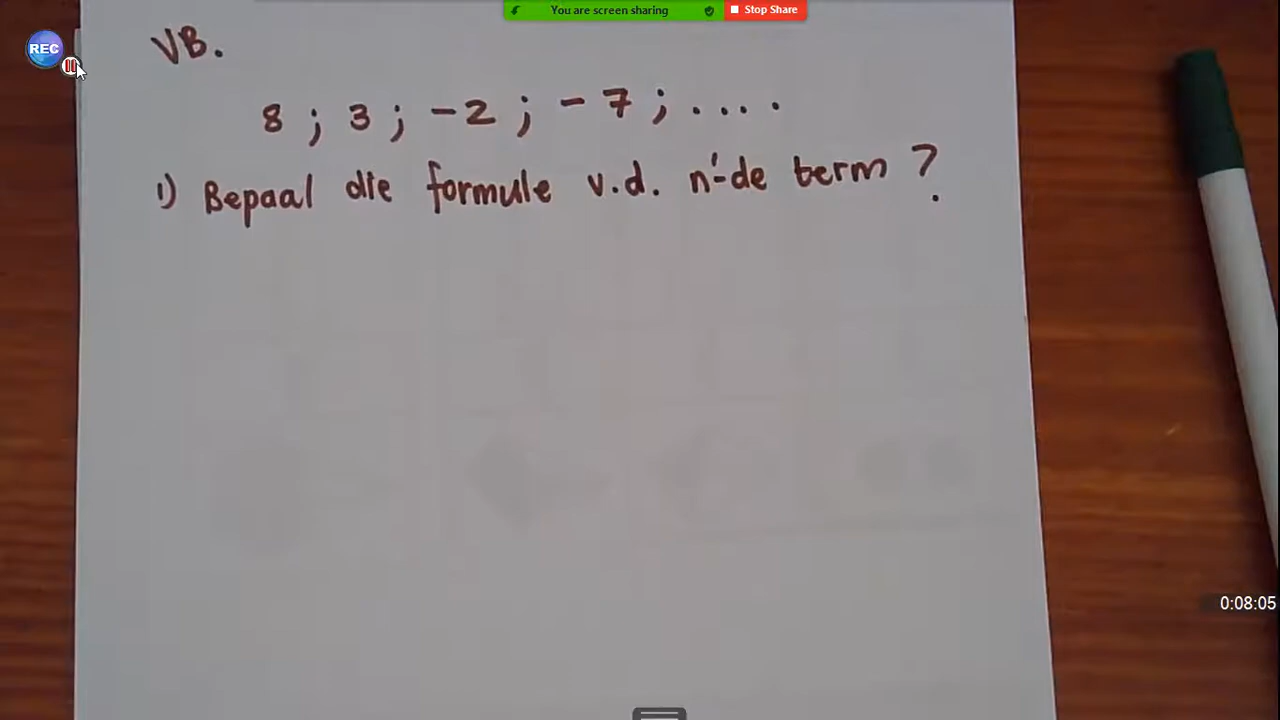 You are screen sharing Stop Share
REC
VB.
8 ; 3 ; -2 ; -7 ; ....
1) Bepaal die formule v.d. n'-de term ?
0:08:05